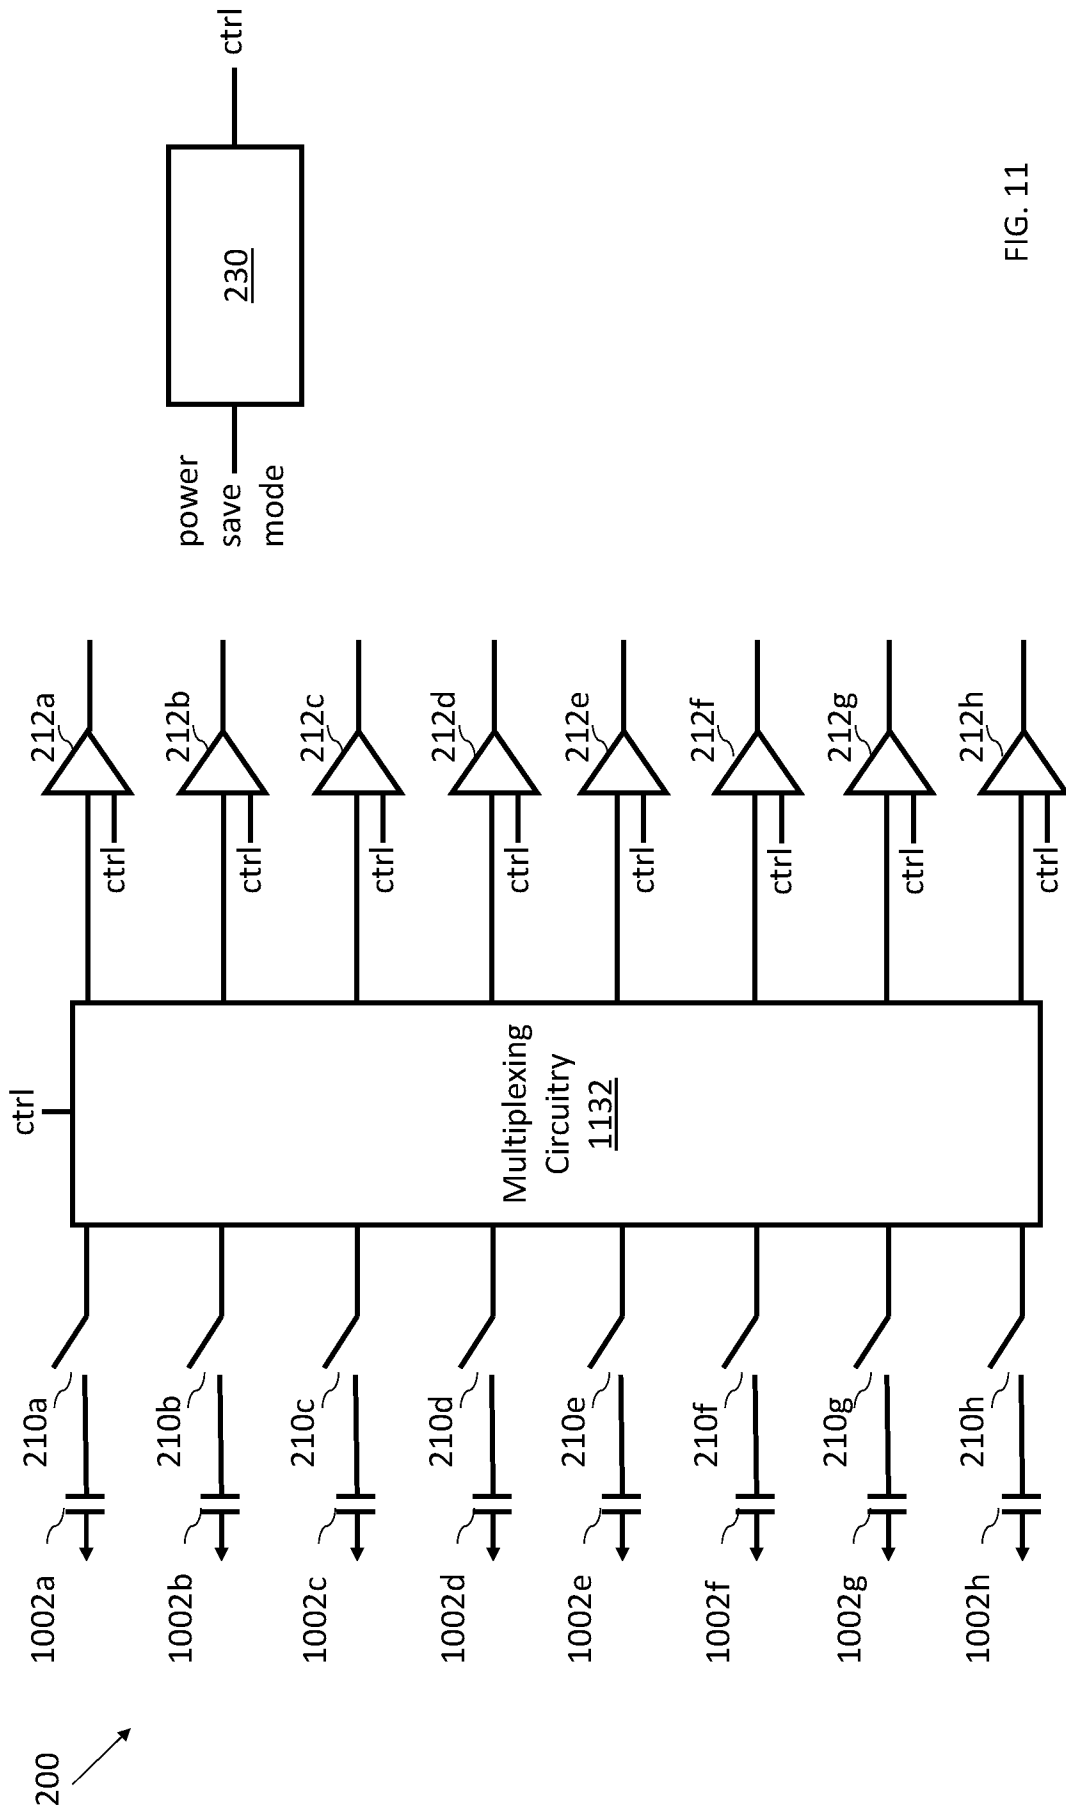 200
1002a
1002b
1002c
1002d
1002e
1002f
1002g
1002h
210a
210b
210c
210d
210e
210f
210g
210h
ctrl
Multiplexing
Circuitry
1132
ctrl
ctrl
ctrl
ctrl
ctrl
ctrl
ctrl
ctrl
212a
212b
212c
212d
212e
212f
212g
212h
power
save
mode
230
ctrl
FIG. 11